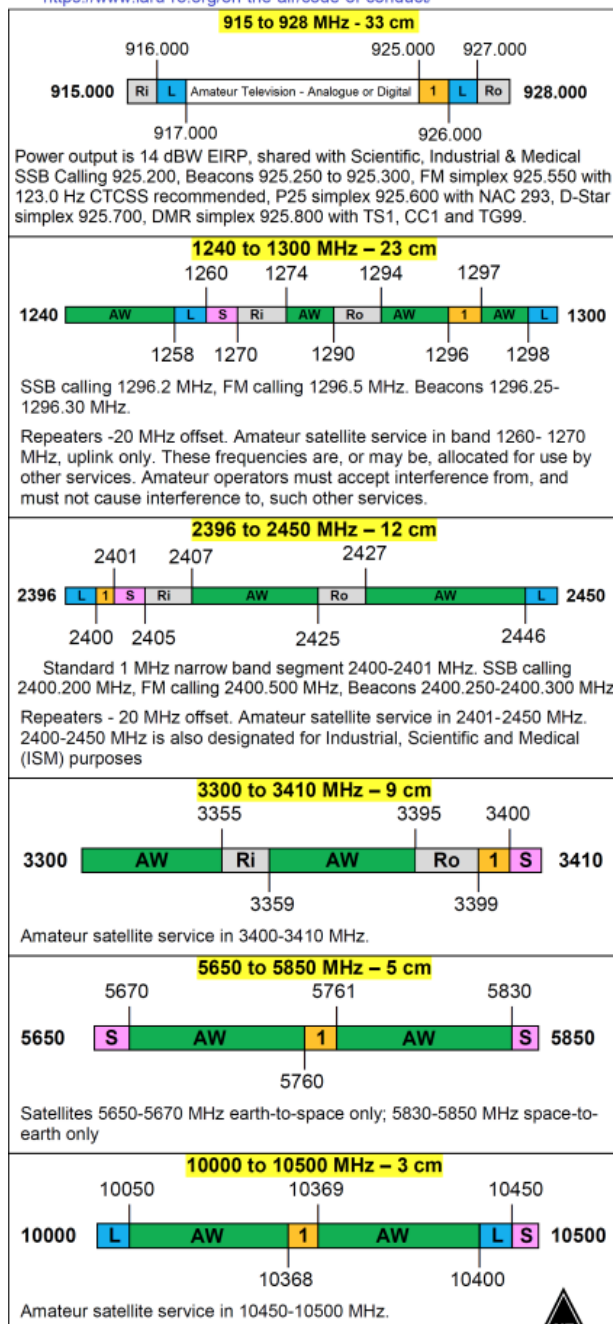 915 to 928 MHz - 33 cm
916.000 925.000 927.000
915.000 Ri L Amateur Television - Analogue or Digital 1 L Ro 928.000
917.000 926.000
Power output is 14 dBW EIRP, shared with Scientific, Industrial & Medical
SSB Calling 925.200, Beacons 925.250 to 925.300, FM simplex 925.550 with
123.0 Hz CTCSS recommended, P25 simplex 925.600 with NAC 293, D-Star
simplex 925.700, DMR simplex 925.800 with TS1, CC1 and TG99.
1240 to 1300 MHz – 23 cm
1260 1274 1294 1297
1240 AW L S Ri AW Ro AW 1 AW L 1300
1258 1270 1290 1296 1298
SSB calling 1296.2 MHz, FM calling 1296.5 MHz. Beacons 1296.25-
1296.30 MHz.
Repeaters -20 MHz offset. Amateur satellite service in band 1260- 1270
MHz, uplink only. These frequencies are, or may be, allocated for use by
other services. Amateur operators must accept interference from, and
must not cause interference to, such other services.
2396 to 2450 MHz – 12 cm
2401 2407 2427
2396 L 1 S Ri AW Ro AW L 2450
2400 2405 2425 2446
Standard 1 MHz narrow band segment 2400-2401 MHz. SSB calling
2400.200 MHz, FM calling 2400.500 MHz, Beacons 2400.250-2400.300 MHz
Repeaters - 20 MHz offset. Amateur satellite service in 2401-2450 MHz.
2400-2450 MHz is also designated for Industrial, Scientific and Medical
(ISM) purposes
3300 to 3410 MHz – 9 cm
3355 3395 3400
3300 AW Ri AW Ro 1 S 3410
3359 3399
Amateur satellite service in 3400-3410 MHz.
5650 to 5850 MHz – 5 cm
5670 5761 5830
5650 S AW 1 AW S 5850
5760
Satellites 5650-5670 MHz earth-to-space only; 5830-5850 MHz space-to-
earth only
10000 to 10500 MHz – 3 cm
10050 10369 10450
10000 L AW 1 AW L S 10500
10368 10400
Amateur satellite service in 10450-10500 MHz.